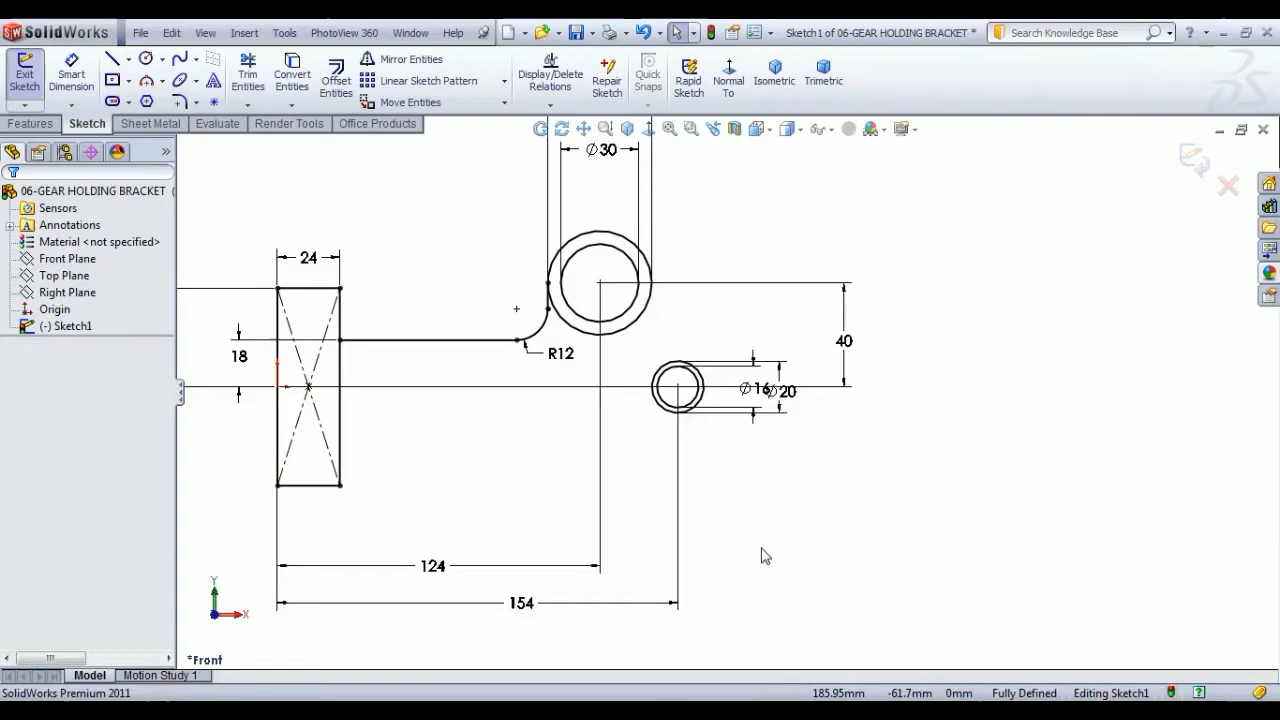 SolidWorks File Edit View Insert Tools PhotoView 360 Window Help Sketch1 of 06-GEAR HOLDING BRACKET * Search Knowledge Base ?
Exit Sketch
Smart Dimension
Trim Entities
Convert Entities
Offset Entities
Mirror Entities
Linear Sketch Pattern
Move Entities
Display/Delete Relations
Repair Sketch
Quick Snaps
Rapid Sketch
Normal To
Isometric
Trimetric
Features Sketch Sheet Metal Evaluate Render Tools Office Products
06-GEAR HOLDING BRACKET (
Sensors
Annotations
Material <not specified>
Front Plane
Top Plane
Right Plane
Origin
(-) Sketch1
Ø30
24
18
R12
40
Ø16
Ø20
124
154
Y
X
*Front
Model Motion Study 1
SolidWorks Premium 2011 185.95mm -61.7mm 0mm Fully Defined Editing Sketch1 ?